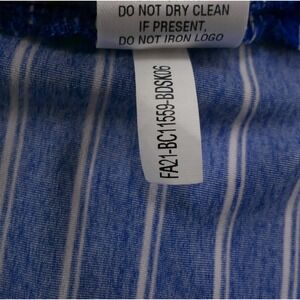 DO NOT DRY CLEAN
IF PRESENT,
DO NOT IRON LOGO
FA21-BC11559-BDSK06